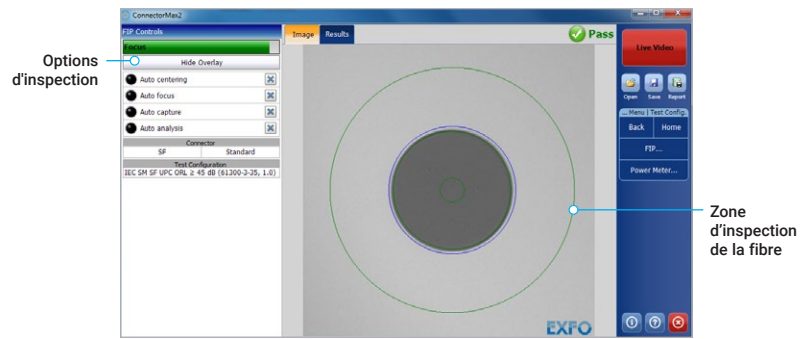 ConnectorMax2
FIP Controls
Focus
Hide Overlay
Auto centering
Auto focus
Auto capture
Auto analysis
Connector
SF Standard
Test Configuration
IEC SM SF UPC ORL ≥ 45 dB (61300-3-35, 1.0)
Options
d'inspection
Image Results
Pass
EXFO
Live Video
Open Save Report
... Menu | Test Config.
Back Home
FIP...
Power Meter...
Zone
d'inspection
de la fibre